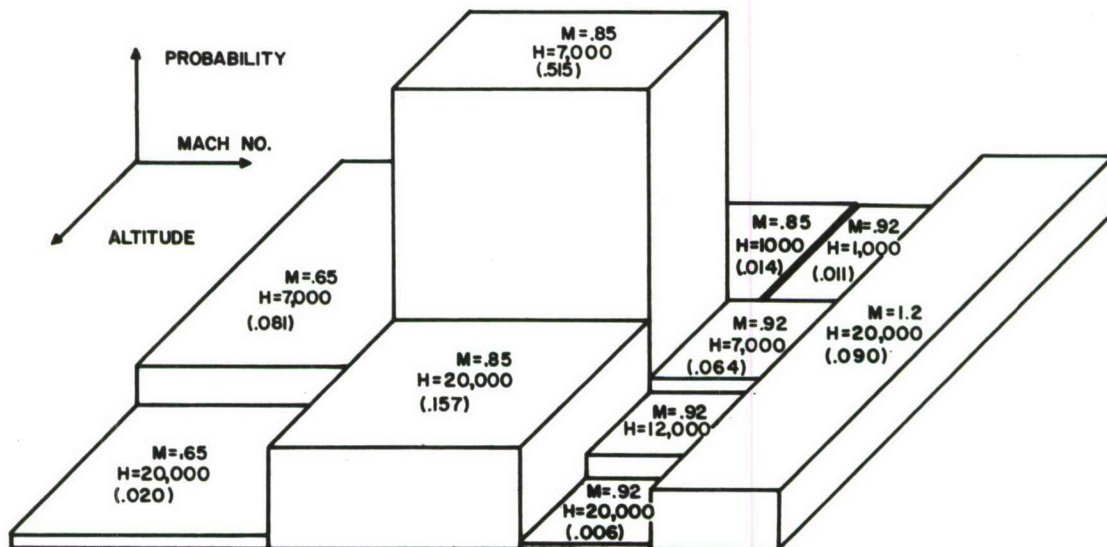 PROBABILITY
MACH NO.
ALTITUDE
M=.85
H=7,000
(.515)
M=.65
H=7,000
(.081)
M=.85
H=1000
(.014)
M=.92
H=1,000
(.011)
M=.92
H=7,000
(.064)
M=1.2
H=20,000
(.090)
M=.85
H=20,000
(.157)
M=.92
H=12,000
M=.65
H=20,000
(.020)
M=.92
H=20,000
(.006)